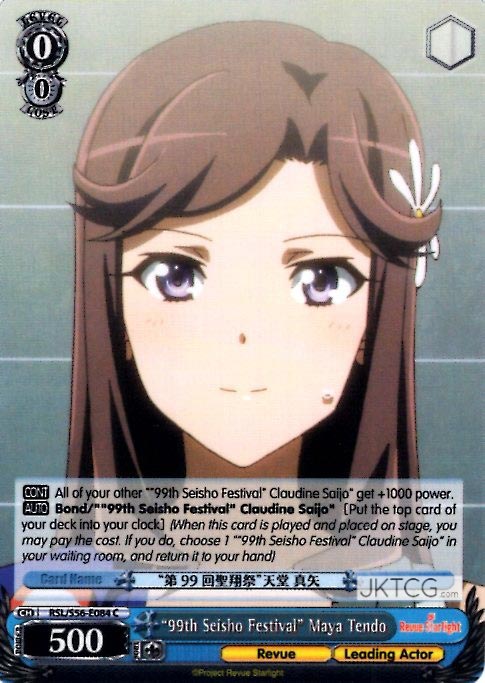 LEVEL
0
0
COST
CONT All of your other ""99th Seisho Festival" Claudine Saijo" get +1000 power.
AUTO Bond/""99th Seisho Festival" Claudine Saijo" [Put the top card of
your deck into your clock] (When this card is played and placed on stage, you
may pay the cost. If you do, choose 1 ""99th Seisho Festival" Claudine Saijo" in
your waiting room, and return it to your hand)
Card Name
“第 99 回聖翔祭”天堂 真矢
JKTCG.com
CH RSL/S56-E084 C
500
“99th Seisho Festival” Maya Tendo
Revue Starlight
Revue
Leading Actor
©Project Revue Starlight